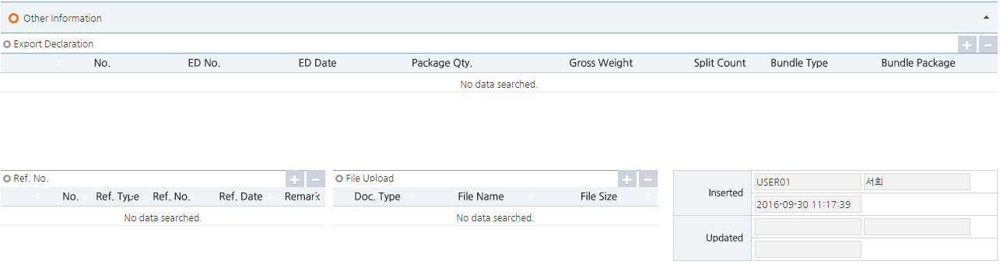 Other Information
Export Declaration
No. ED No. ED Date Package Qty. Gross Weight Split Count Bundle Type Bundle Package
No data searched.
Ref. No.
No. Ref. Type Ref. No. Ref. Date Remark
No data searched.
File Upload
Doc. Type File Name File Size
No data searched.
Inserted USER01 서희
2016-09-30 11:17:39
Updated